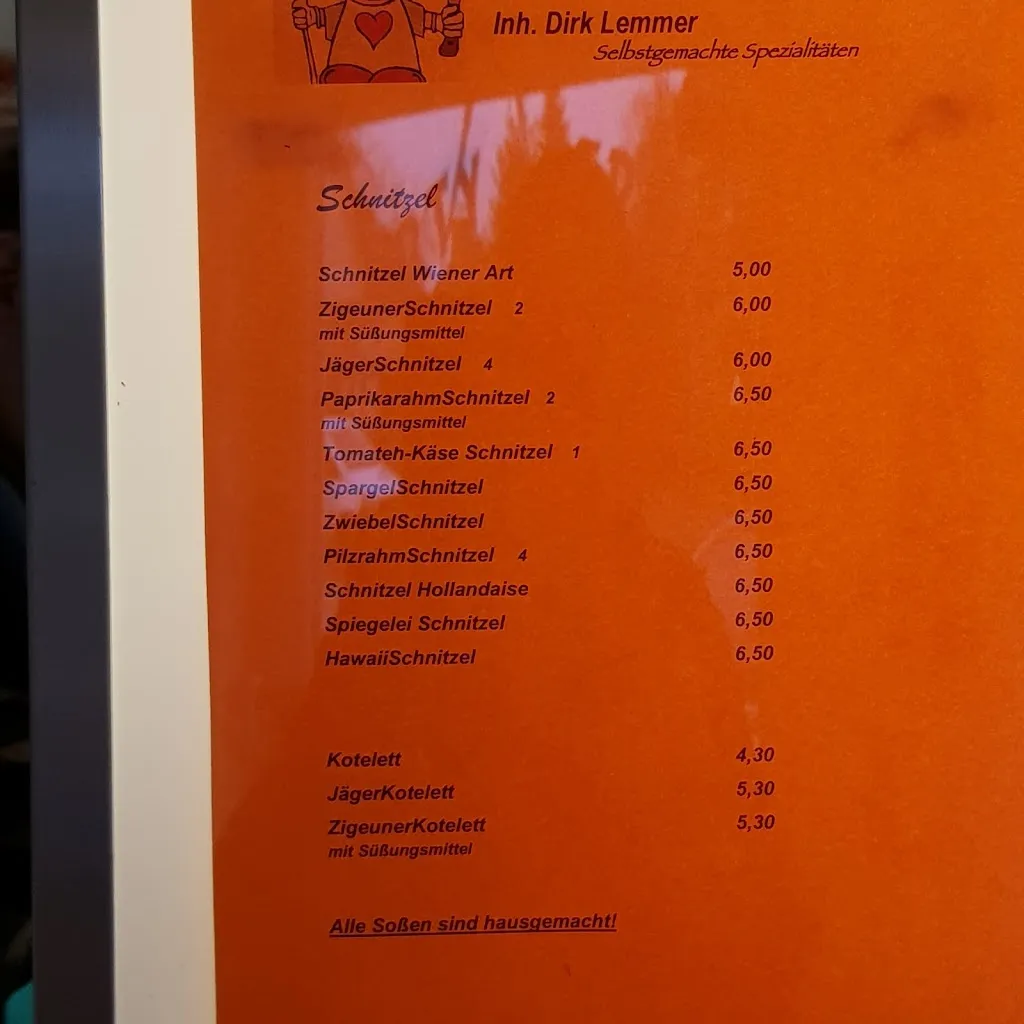 Inh. Dirk Lemmer
Selbstgemachte Spezialitäten
Schnitzel
Schnitzel Wiener Art 5,00
ZigeunerSchnitzel 2 6,00
mit Süßungsmittel
JägerSchnitzel 4 6,00
PaprikarahmSchnitzel 2 6,50
mit Süßungsmittel
Tomateh-Käse Schnitzel 1 6,50
SpargelSchnitzel 6,50
ZwiebelSchnitzel 6,50
PilzrahmSchnitzel 4 6,50
Schnitzel Hollandaise 6,50
Spiegelei Schnitzel 6,50
HawaiiSchnitzel 6,50
Kotelett 4,30
JägerKotelett 5,30
ZigeunerKotelett 5,30
mit Süßungsmittel
Alle Soßen sind hausgemacht!